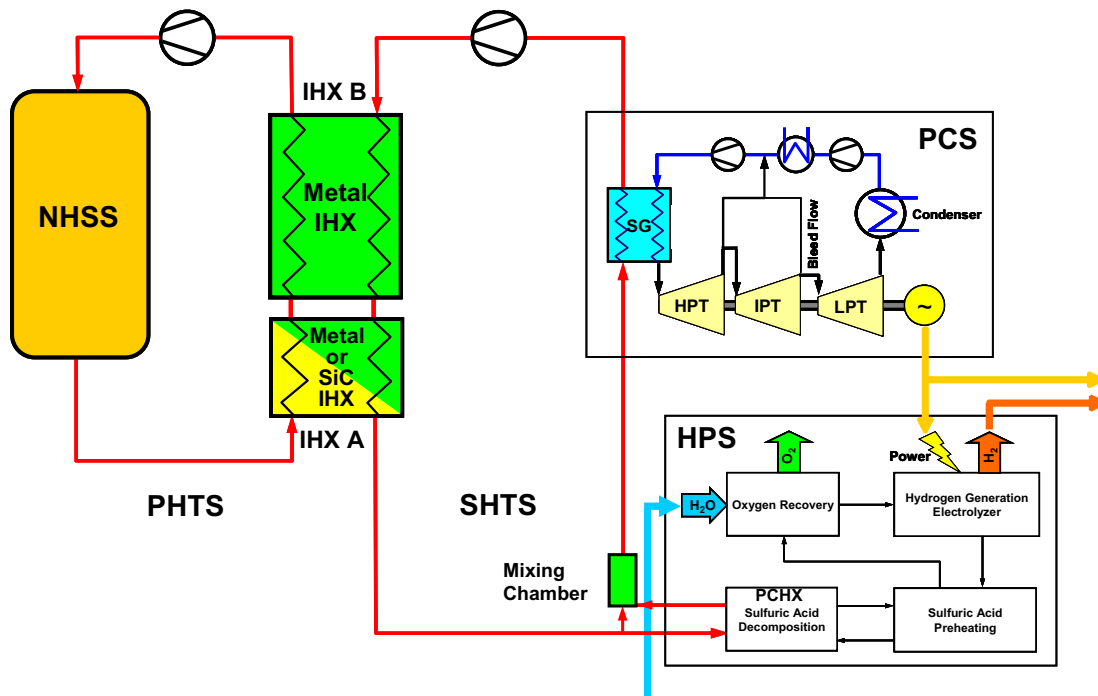 IHX B
NHSS
Metal
IHX
Metal
or
SiC
IHX
IHX A
PHTS
SHTS
Mixing
Chamber
PCS
SG
Bleed Flow
Condenser
HPT
IPT
LPT
~
HPS
O₂
Power
H₂
H₂O
Oxygen Recovery
Hydrogen Generation
Electrolyzer
PCHX
Sulfuric Acid
Decomposition
Sulfuric Acid
Preheating